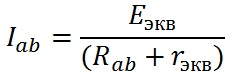 I_ab = E_экв / (R_ab + r_экв)